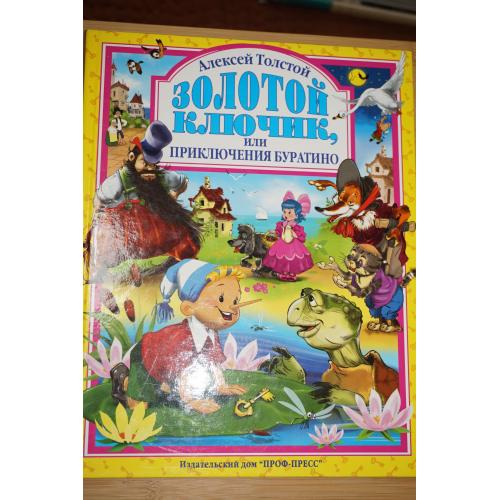 Алексей Толстой
ЗОЛОТОЙ
КЛЮЧИК,
или
ПРИКЛЮЧЕНИЯ БУРАТИНО
Издательский дом "ПРОФ-ПРЕСС"